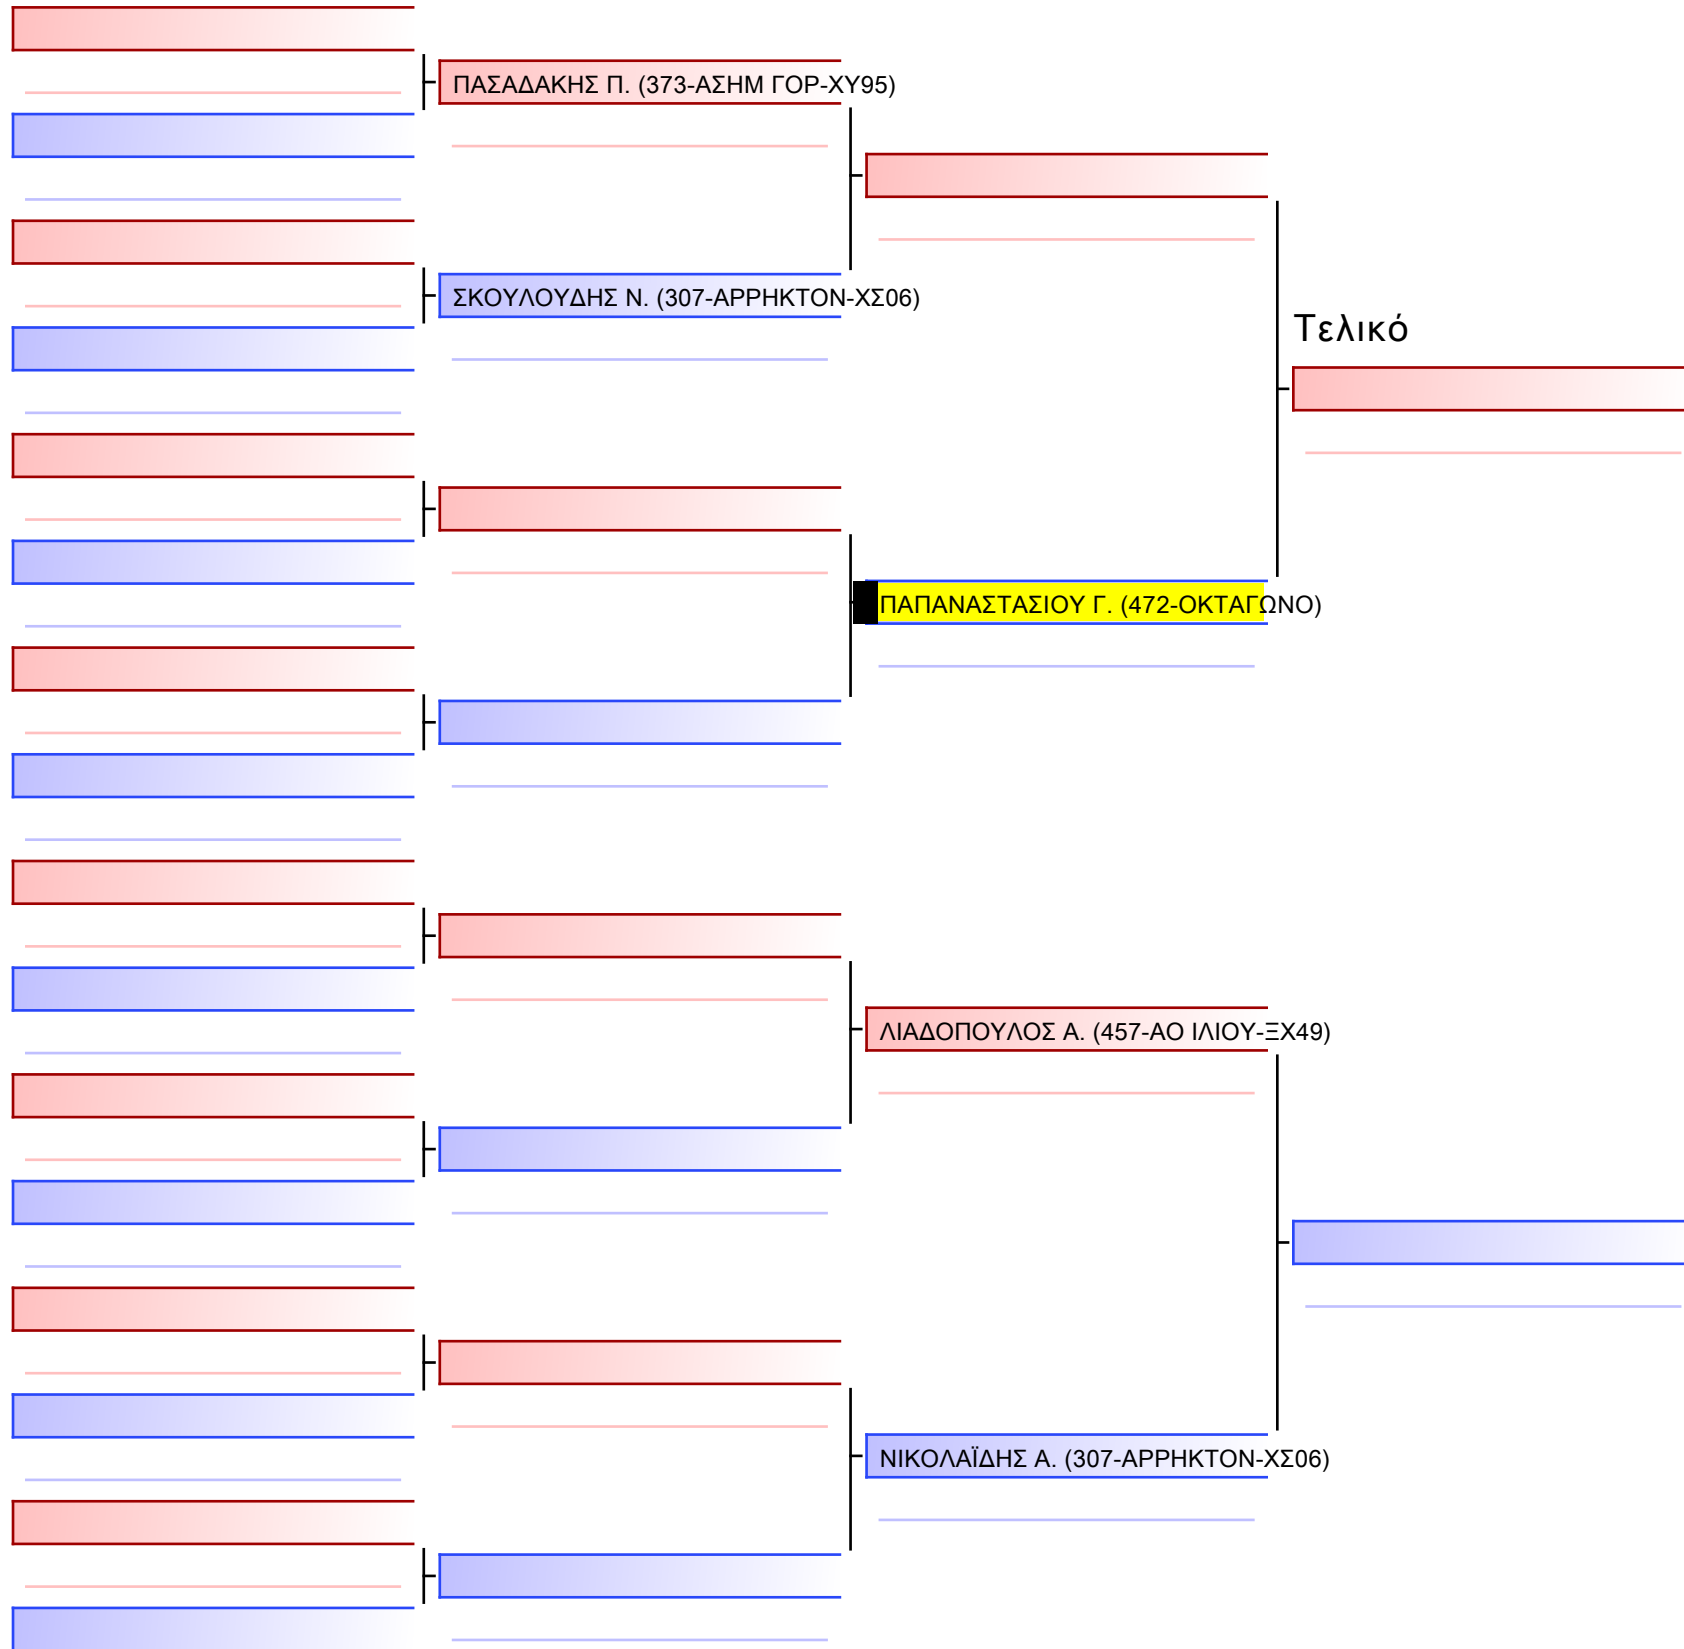 ΠΑΣΑΔΑΚΗΣ Π. (373-ΑΣΗΜ ΓΟΡ-ΧΥ95)
ΣΚΟΥΛΟΥΔΗΣ Ν. (307-ΑΡΡΗΚΤΟΝ-ΧΣ06)
Τελικό
ΠΑΠΑΝΑΣΤΑΣΙΟΥ Γ. (472-ΟΚΤΑΓΩΝΟ)
ΛΙΑΔΟΠΟΥΛΟΣ Α. (457-ΑΟ ΙΛΙΟΥ-ΞΧ49)
ΝΙΚΟΛΑΪΔΗΣ Α. (307-ΑΡΡΗΚΤΟΝ-ΧΣ06)